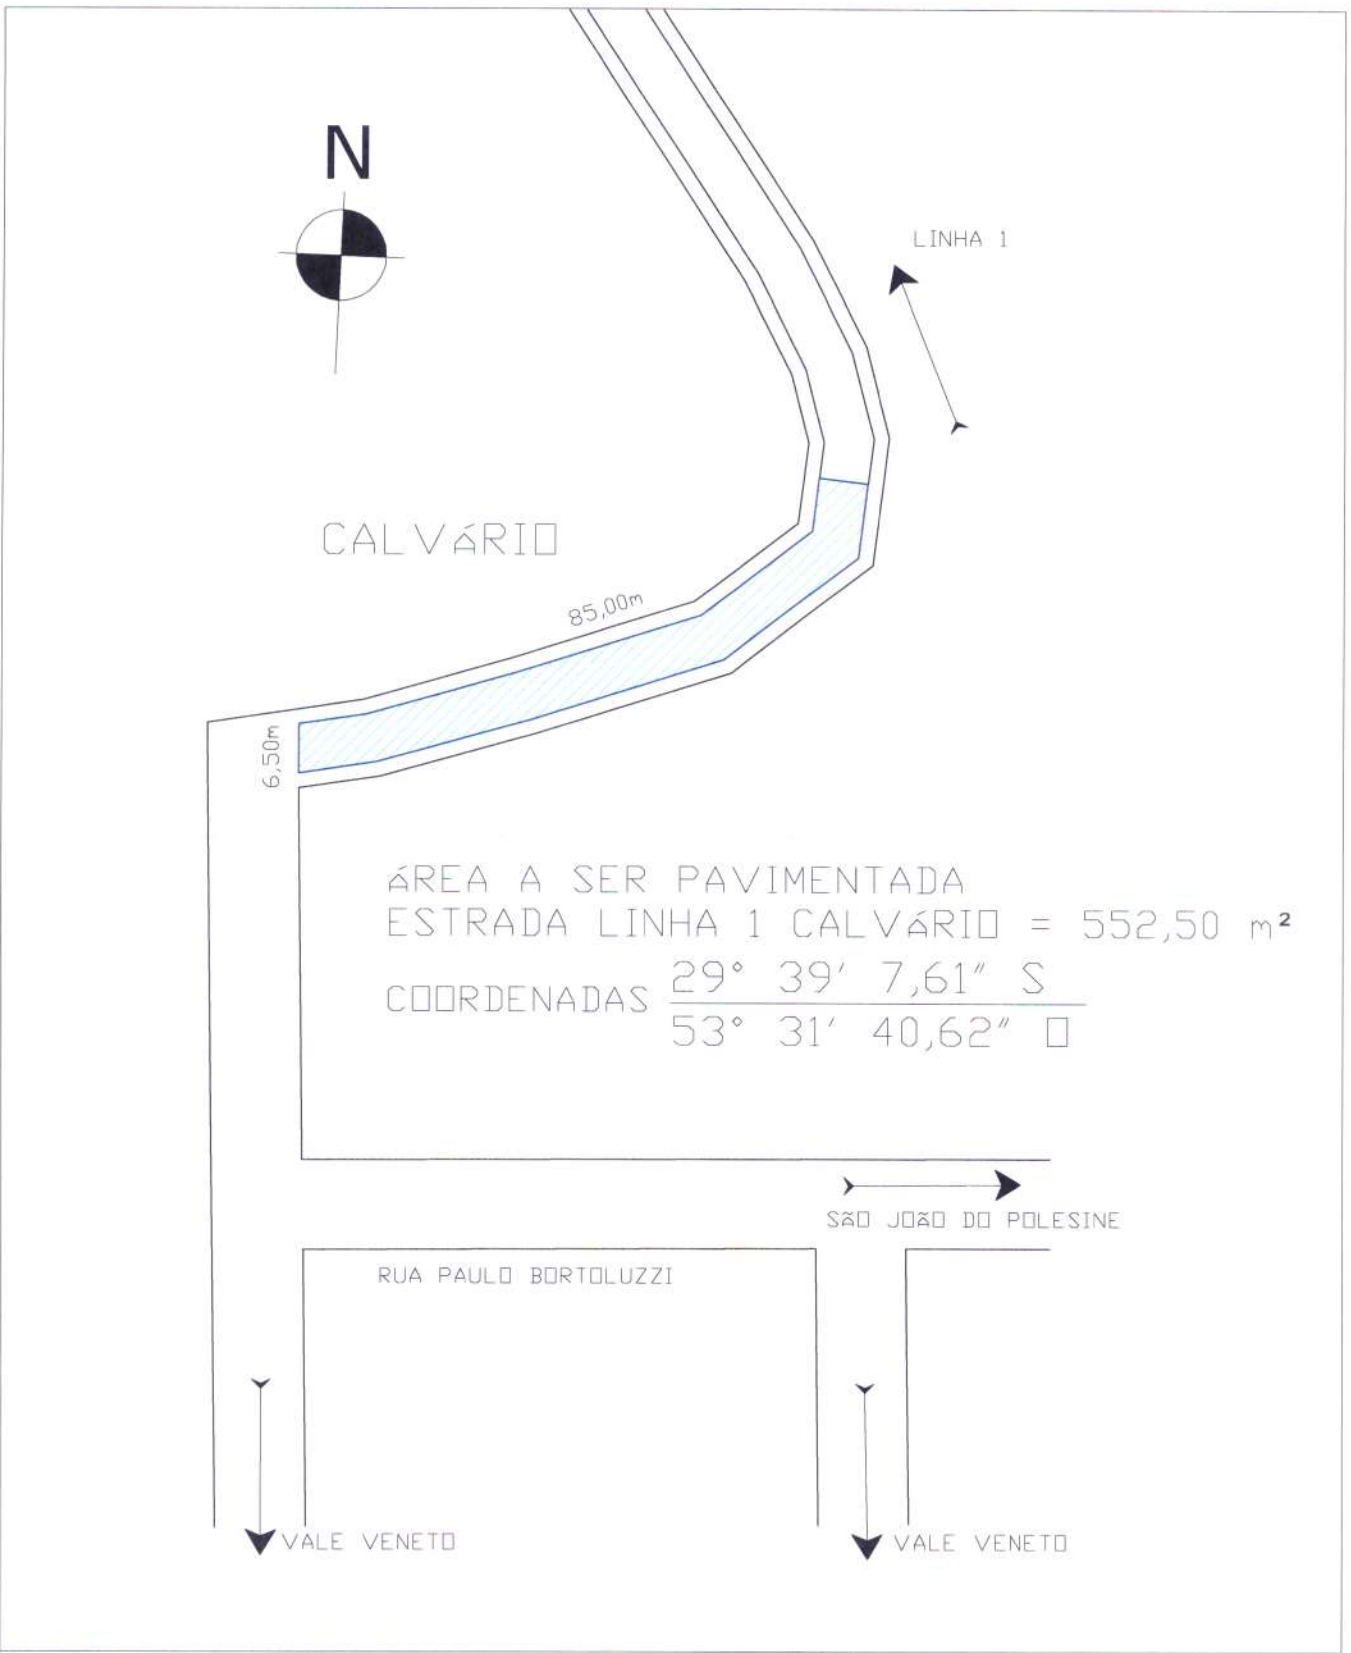 N
LINHA 1
CALVáRIO
85,00m
6,50m
áREA A SER PAVIMENTADA
ESTRADA LINHA 1 CALVáRIO = 552,50 m²
COORDENADAS 29° 39' 7,61" S
53° 31' 40,62" O
SãO JOãO DO POLESINE
RUA PAULO BORTOLUZZI
VALE VENETO
VALE VENETO